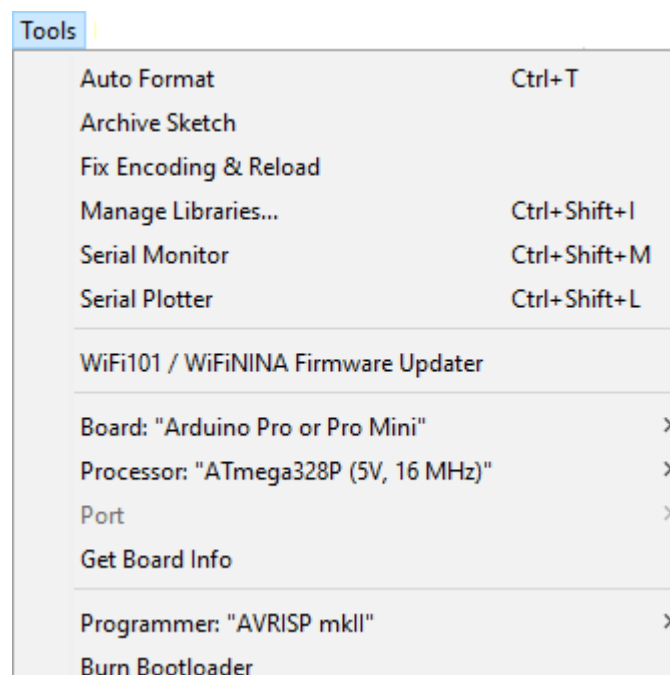 Tools
Auto Format Ctrl+T
Archive Sketch
Fix Encoding & Reload
Manage Libraries... Ctrl+Shift+I
Serial Monitor Ctrl+Shift+M
Serial Plotter Ctrl+Shift+L
WiFi101 / WiFiNINA Firmware Updater
Board: "Arduino Pro or Pro Mini"
Processor: "ATmega328P (5V, 16 MHz)"
Port
Get Board Info
Programmer: "AVRISP mkII"
Burn Bootloader